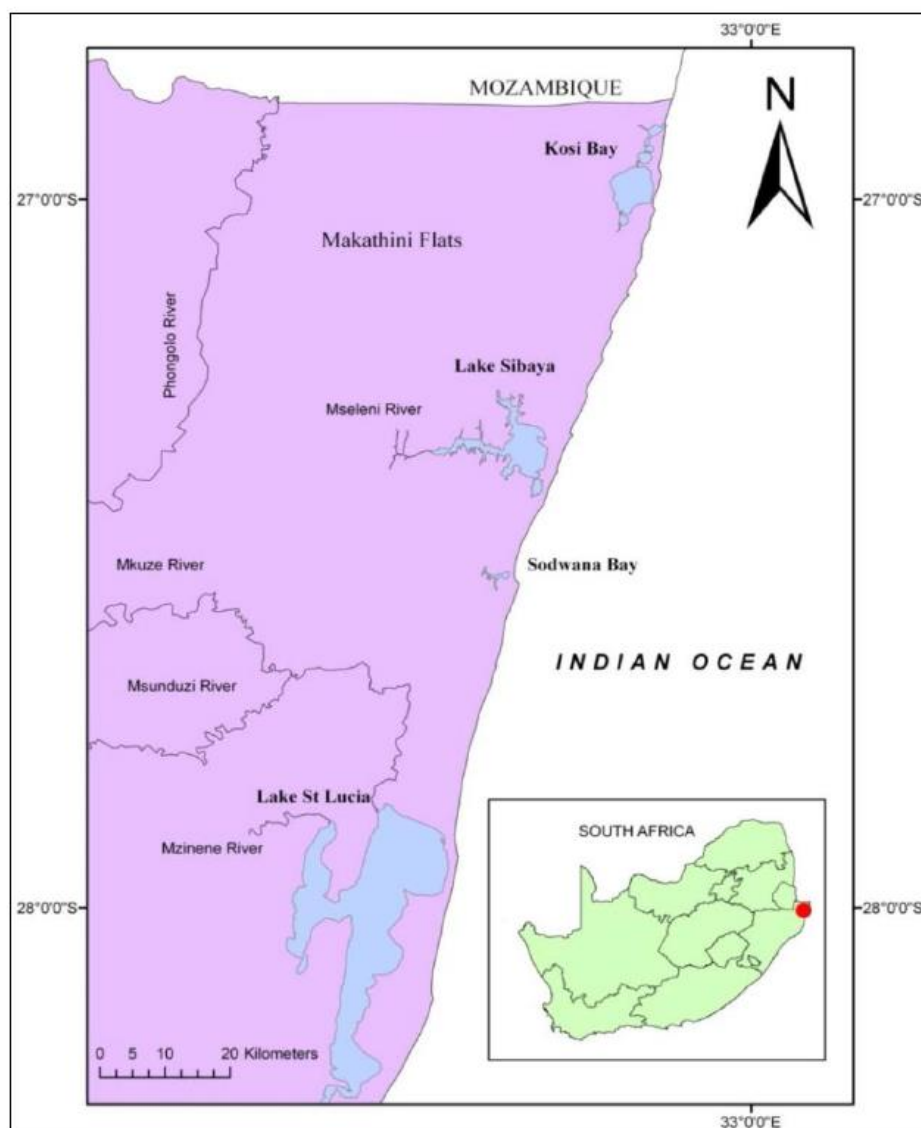 33°0'0"E
MOZAMBIQUE
N
Kosi Bay
27°0'0"S
27°0'0"S
Makathini Flats
Phongolo River
Lake Sibaya
Mseleni River
Mkuze River
Sodwana Bay
INDIAN OCEAN
Msunduzi River
Lake St Lucia
SOUTH AFRICA
Mzinene River
28°0'0"S
28°0'0"S
0 5 10 20 Kilometers
33°0'0"E